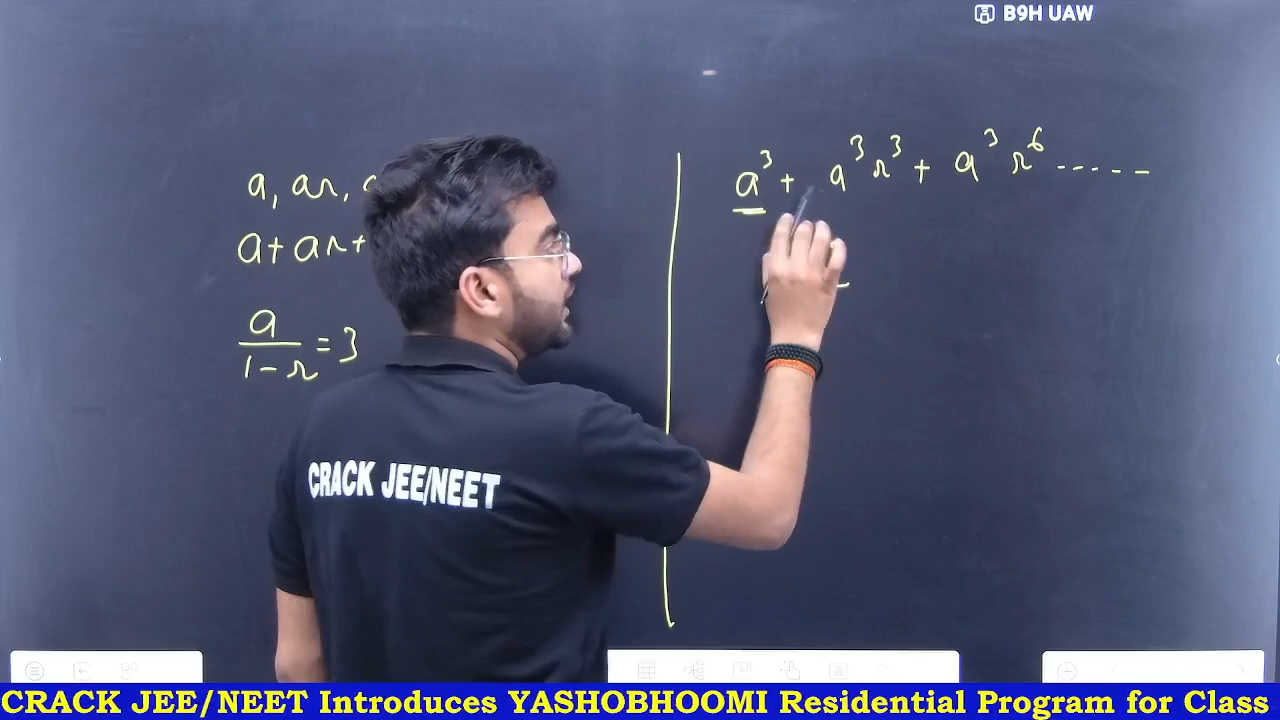 B9H UAW
a, ar,
a + ar +
a/(1-r) = 3
a³ + a³r³ + a³r⁶ .....
CRACK JEE/NEET
CRACK JEE/NEET Introduces YASHOBHOOMI Residential Program for Class